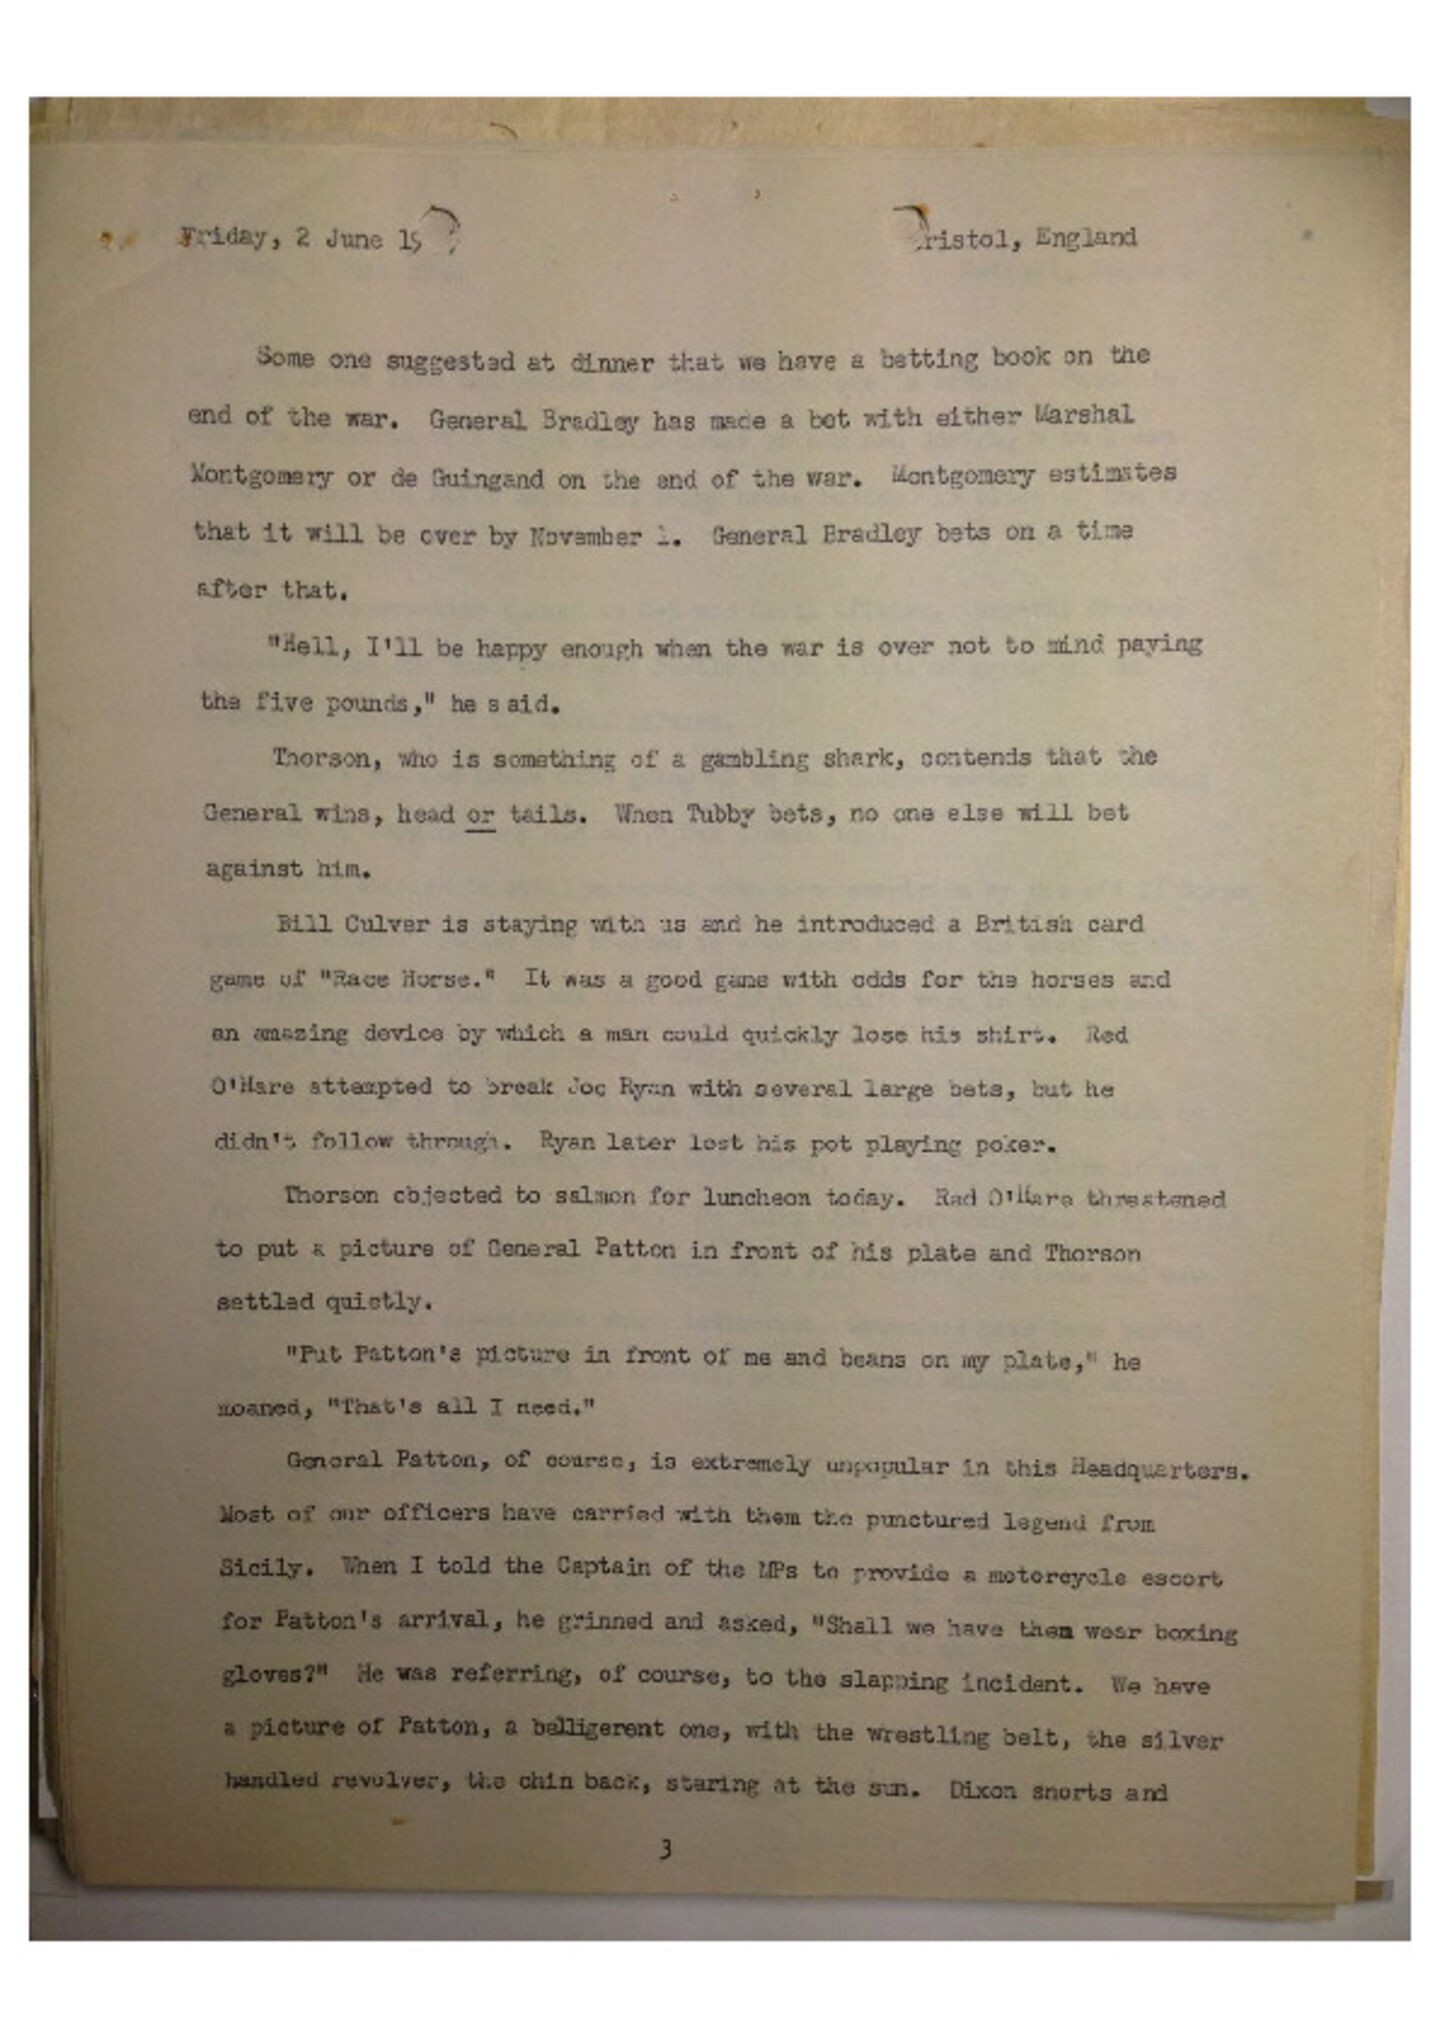 Friday, 2 June 19
ristol, England
Some one suggested at dinner that we have a betting book on the
end of the war. General Bradley has made a bet with either Marshal
Montgomery or de Guingand on the end of the war. Montgomery estimates
that it will be over by November 1. General Bradley bets on a time
after that.
"Hell, I'll be happy enough when the war is over not to mind paying
the five pounds," he said.
Thorson, who is something of a gambling shark, contends that the
General wins, head or tails. When Tubby bets, no one else will bet
against him.
Bill Culver is staying with us and he introduced a British card
game of "Race Horse." It was a good game with odds for the horses and
an amazing device by which a man could quickly lose his shirt. Red
O'Hare attempted to break Joe Ryan with several large bets, but he
didn't follow through. Ryan later lost his pot playing poker.
Thorson objected to salmon for luncheon today. Red O'Hare threatened
to put a picture of General Patton in front of his plate and Thorson
settled quietly.
"Put Patton's picture in front of me and beans on my plate," he
moaned, "That's all I need."
General Patton, of course, is extremely unpopular in this Headquarters.
Most of our officers have carried with them the punctured legend from
Sicily. When I told the Captain of the MPs to provide a motorcycle escort
for Patton's arrival, he grinned and asked, "Shall we have them wear boxing
gloves?" He was referring, of course, to the slapping incident. We have
a picture of Patton, a belligerent one, with the wrestling belt, the silver
handled revolver, the chin back, staring at the sun. Dixon snorts and
3